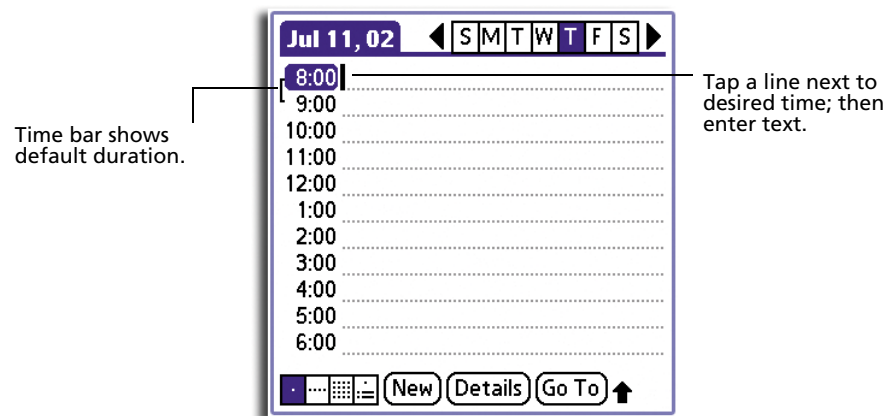 Jul 11, 02 S M T W T F S
8:00
9:00
10:00
11:00
12:00
1:00
2:00
3:00
4:00
5:00
6:00
New Details Go To
Time bar shows
default duration.
Tap a line next to
desired time; then
enter text.